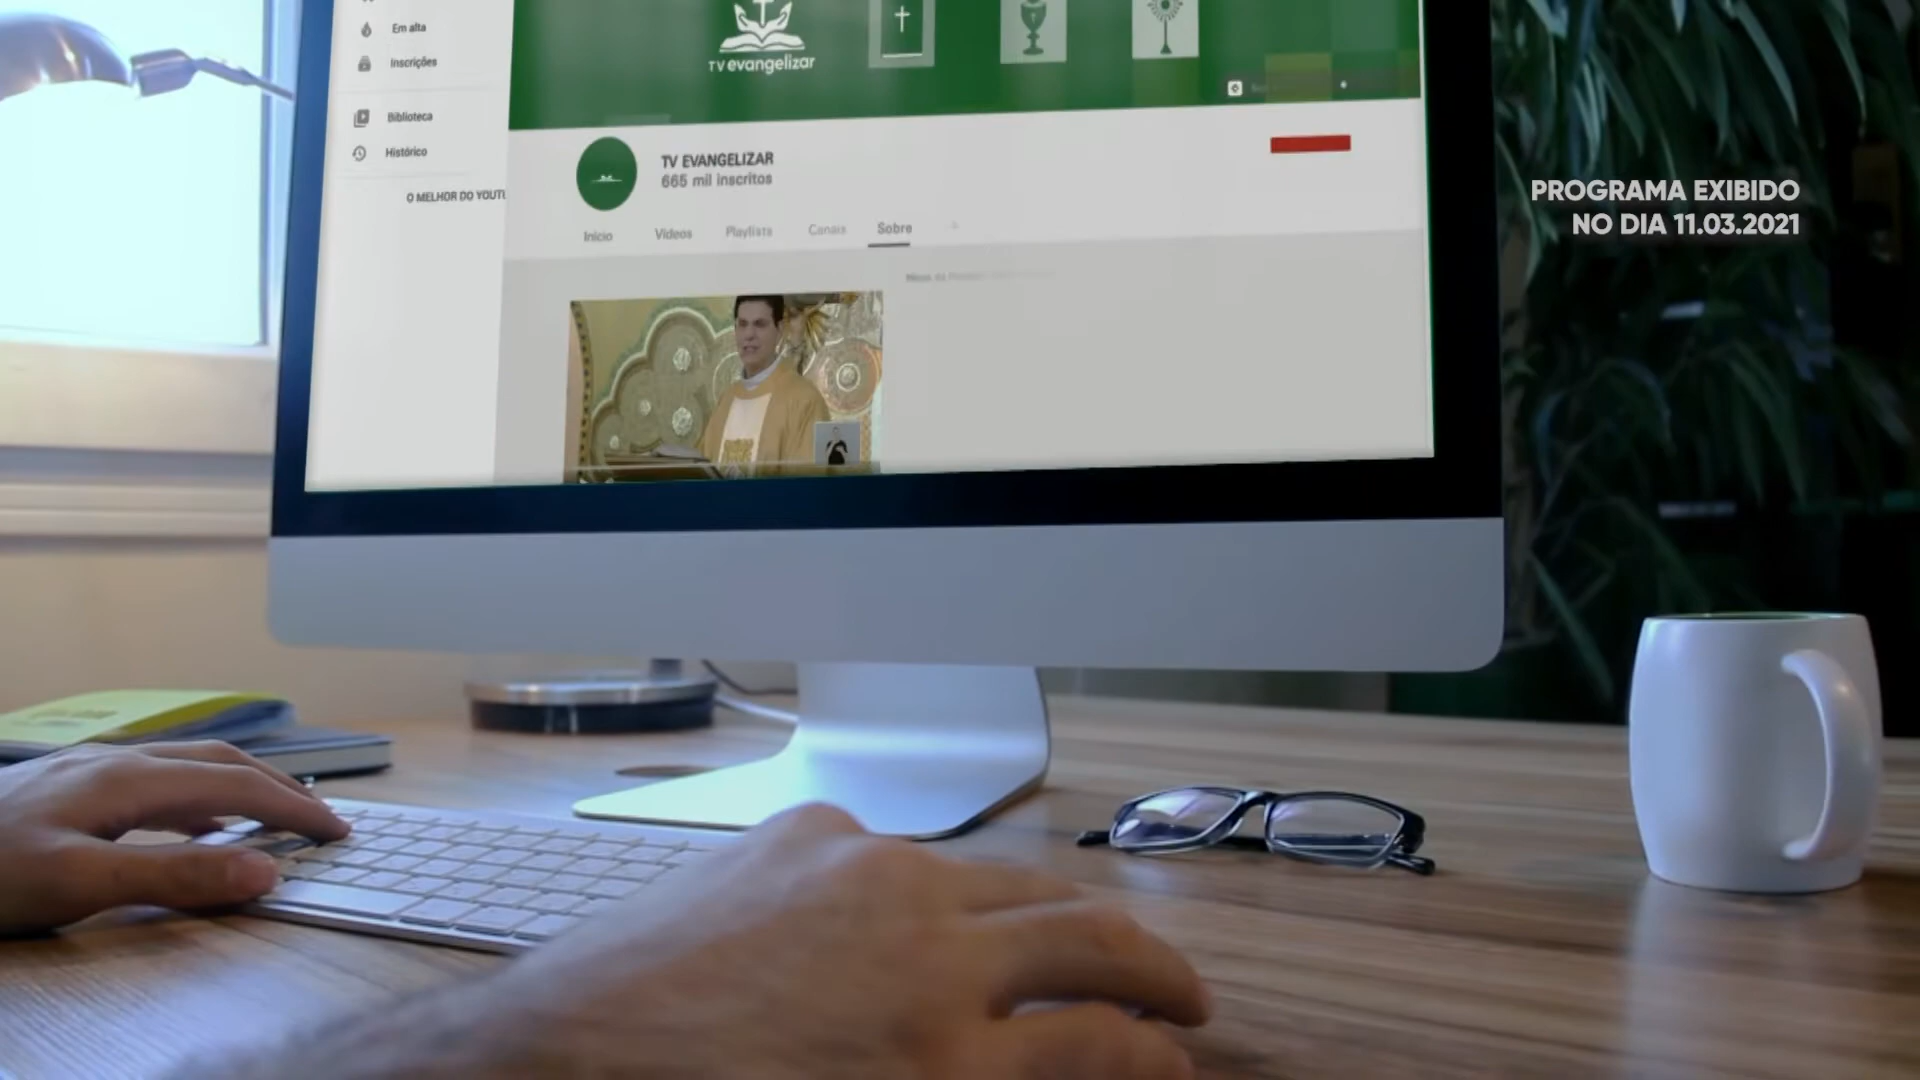 Em alta
Inscrições
Biblioteca
Histórico
O MELHOR DO YOUTU
TV evangelizar
TV EVANGELIZAR
665 mil inscritos
Início
Vídeos
Playlists
Canais
Sobre
PROGRAMA EXIBIDO
NO DIA 11.03.2021